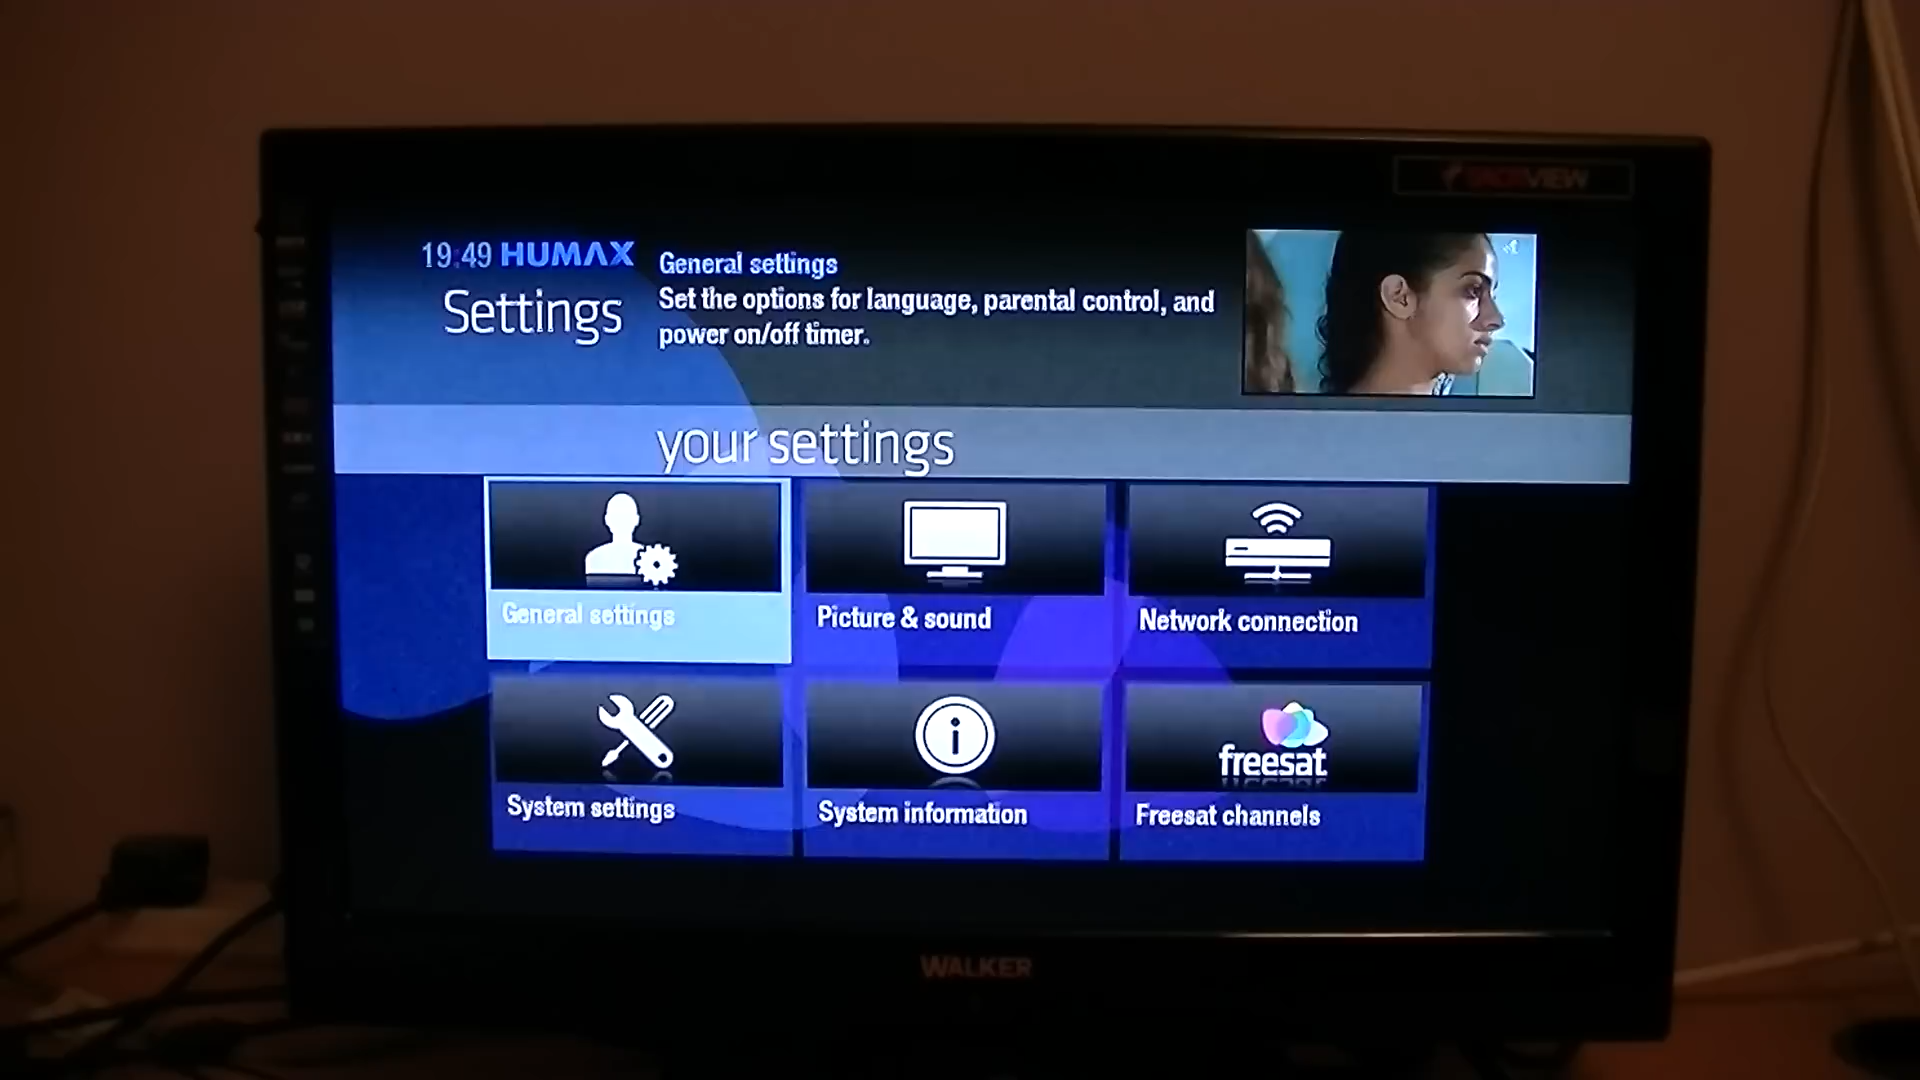 19:49 HUMAX
Settings
General settings
Set the options for language, parental control, and
power on/off timer.
your settings
General settings
Picture & sound
Network connection
System settings
System information
freesat
Freesat channels
WALKER